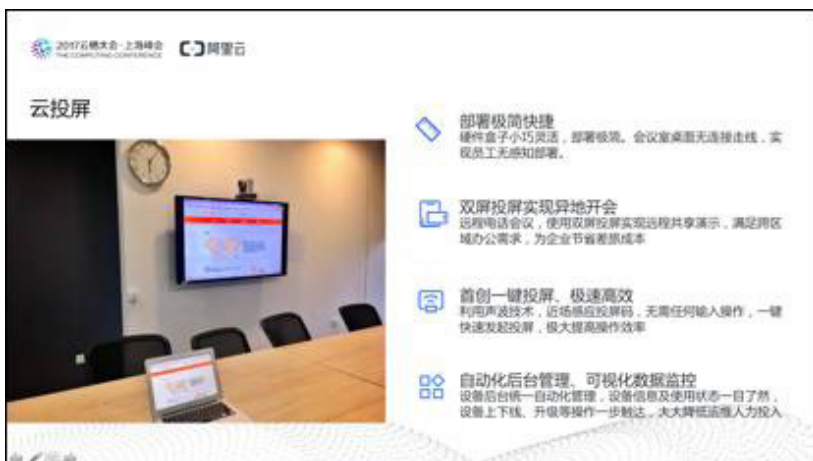 2017云栖大会·上海峰会
THE COMPUTING CONFERENCE
阿里云
云投屏
部署极简快捷
硬件盒子小巧灵活，部署极简。会议室桌面无连接走线，实
现员工无感知部署。
双屏投屏实现异地开会
远程电话会议，使用双屏投屏实现远程共享演示，满足跨区
域办公需求，为企业节省差旅成本
首创一键投屏、极速高效
利用声波技术，近场感应投屏码，无需任何输入操作，一键
快速发起投屏，极大提高操作效率
自动化后台管理、可视化数据监控
设备后台统一自动化管理，设备信息及使用状态一目了然，
设备上下线、升级等操作一步触达，大大降低运维人力投入